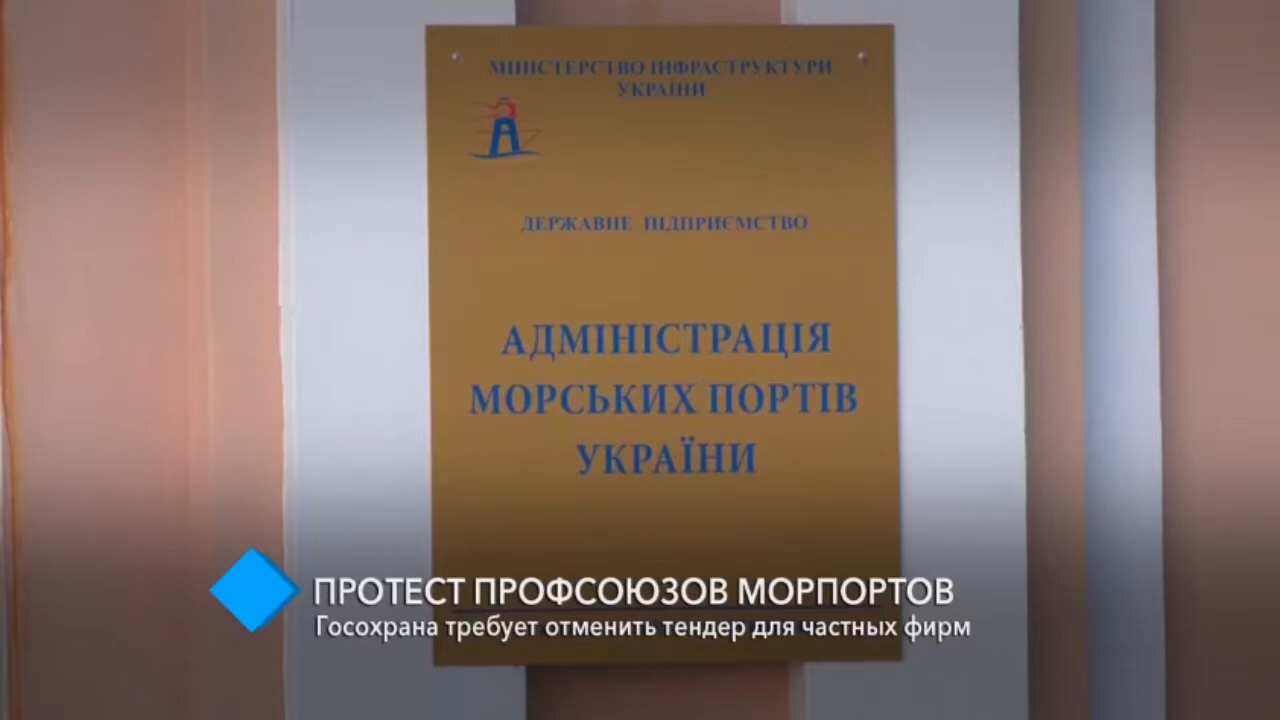 МІНІСТЕРСТВО ІНФРАСТРУКТУРИ
УКРАЇНИ
ДЕРЖАВНЕ ПІДПРИЄМСТВО
АДМІНІСТРАЦІЯ
МОРСЬКИХ ПОРТІВ
УКРАЇНИ
ПРОТЕСТ ПРОФСОЮЗОВ МОРПОРТОВ
Госохрана требует отменить тендер для частных фирм